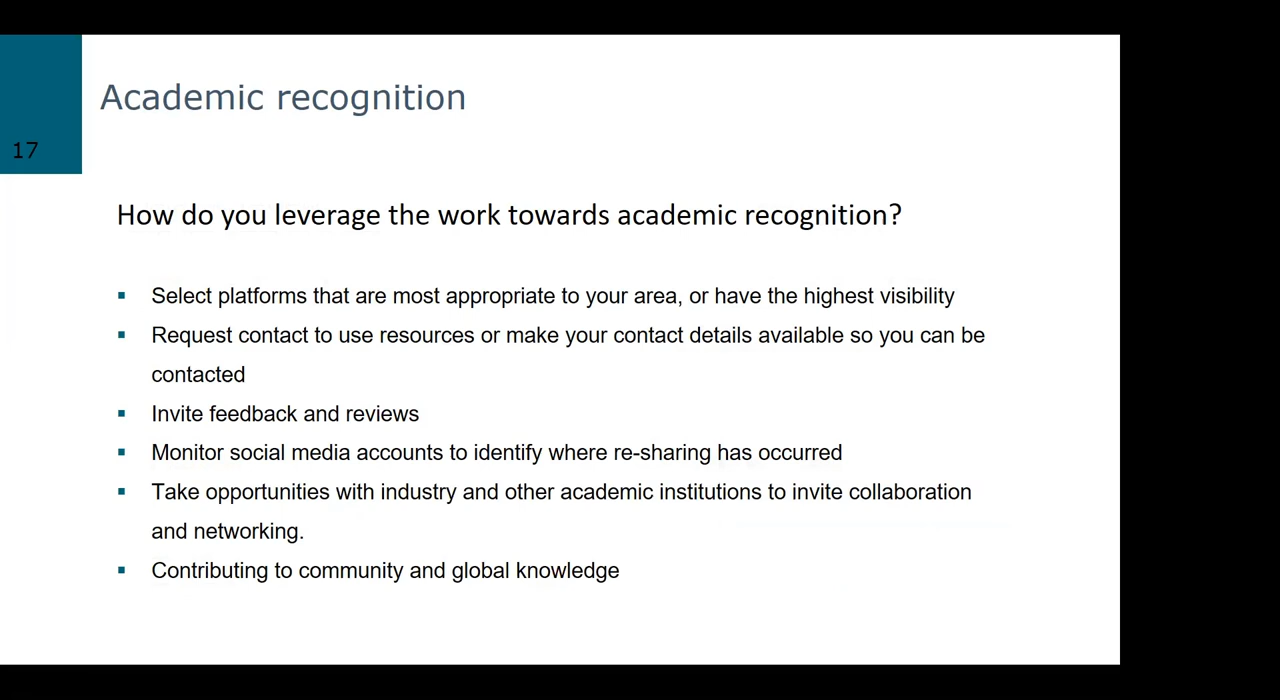 Academic recognition
17
How do you leverage the work towards academic recognition?
▪ Select platforms that are most appropriate to your area, or have the highest visibility
▪ Request contact to use resources or make your contact details available so you can be
contacted
▪ Invite feedback and reviews
▪ Monitor social media accounts to identify where re-sharing has occurred
▪ Take opportunities with industry and other academic institutions to invite collaboration
and networking.
▪ Contributing to community and global knowledge